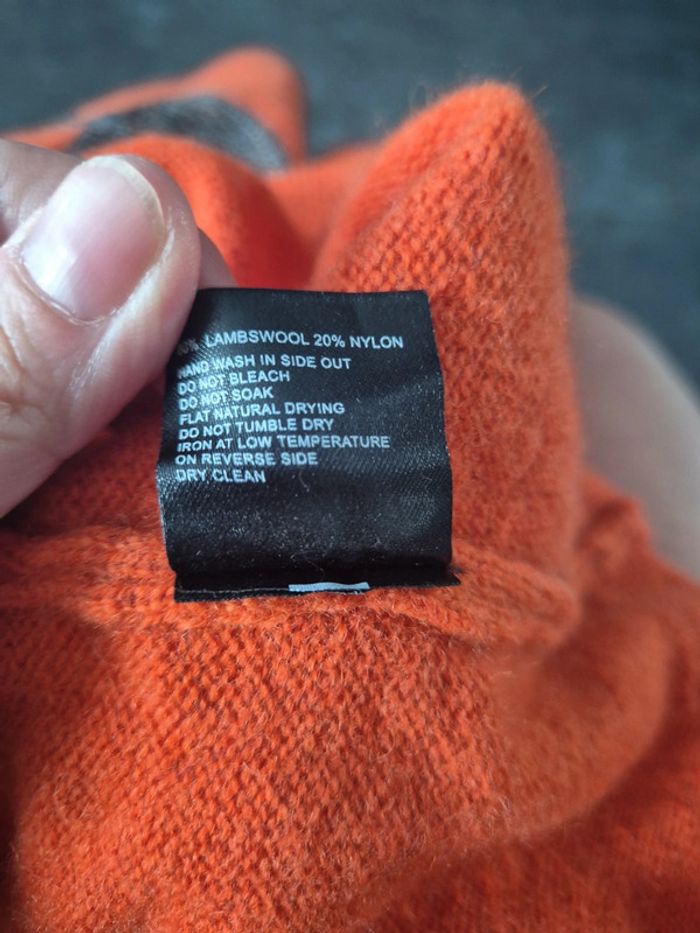 LAMBSWOOL 20% NYLON
HAND WASH IN SIDE OUT
DO NOT BLEACH
DO NOT SOAK
FLAT NATURAL DRYING
DO NOT TUMBLE DRY
IRON AT LOW TEMPERATURE
ON REVERSE SIDE
DRY CLEAN